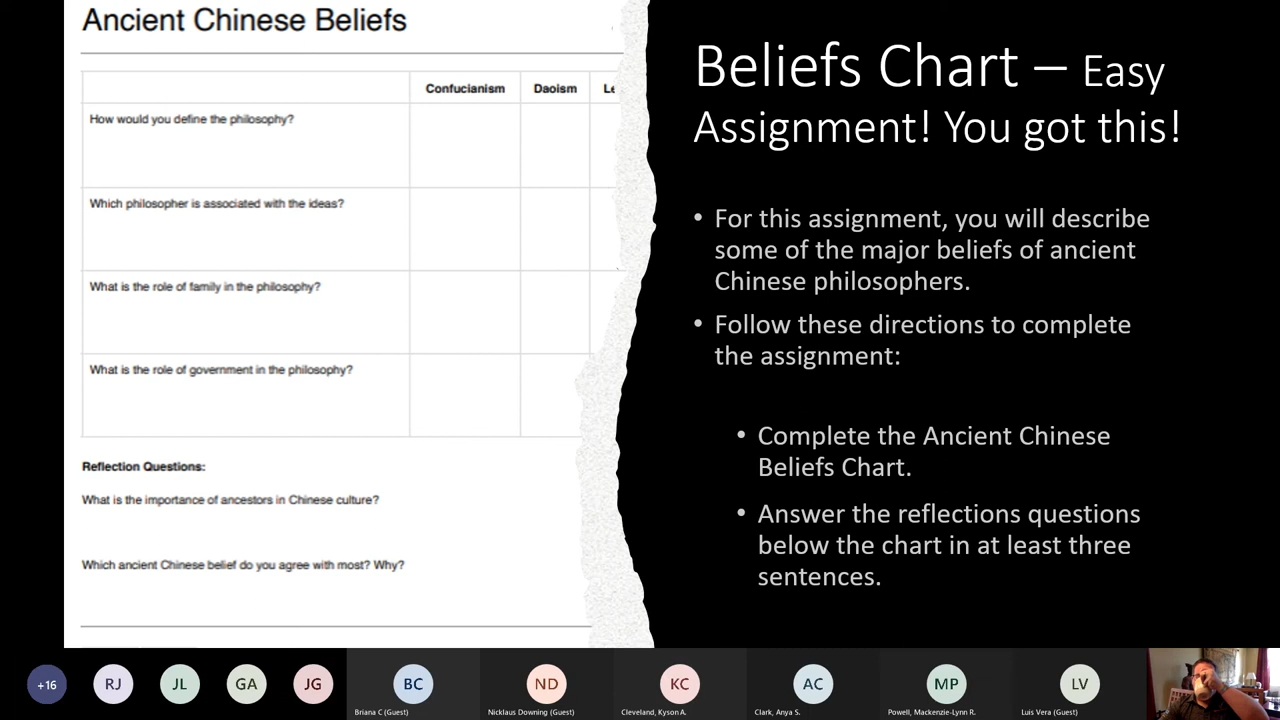 Ancient Chinese Beliefs
Confucianism Daoism Le
How would you define the philosophy?
Which philosopher is associated with the ideas?
What is the role of family in the philosophy?
What is the role of government in the philosophy?
Reflection Questions:
What is the importance of ancestors in Chinese culture?
Which ancient Chinese belief do you agree with most? Why?
Beliefs Chart – Easy
Assignment! You got this!
• For this assignment, you will describe
some of the major beliefs of ancient
Chinese philosophers.
• Follow these directions to complete
the assignment:
• Complete the Ancient Chinese
Beliefs Chart.
• Answer the reflections questions
below the chart in at least three
sentences.
+16 RJ JL GA JG BC ND KC AC MP LV
Briana C (Guest) Nicklaus Downing (Guest) Cleveland, Kyson A. Clark, Anya S. Powell, Mackenzie-Lynn R. Luis Vera (Guest)